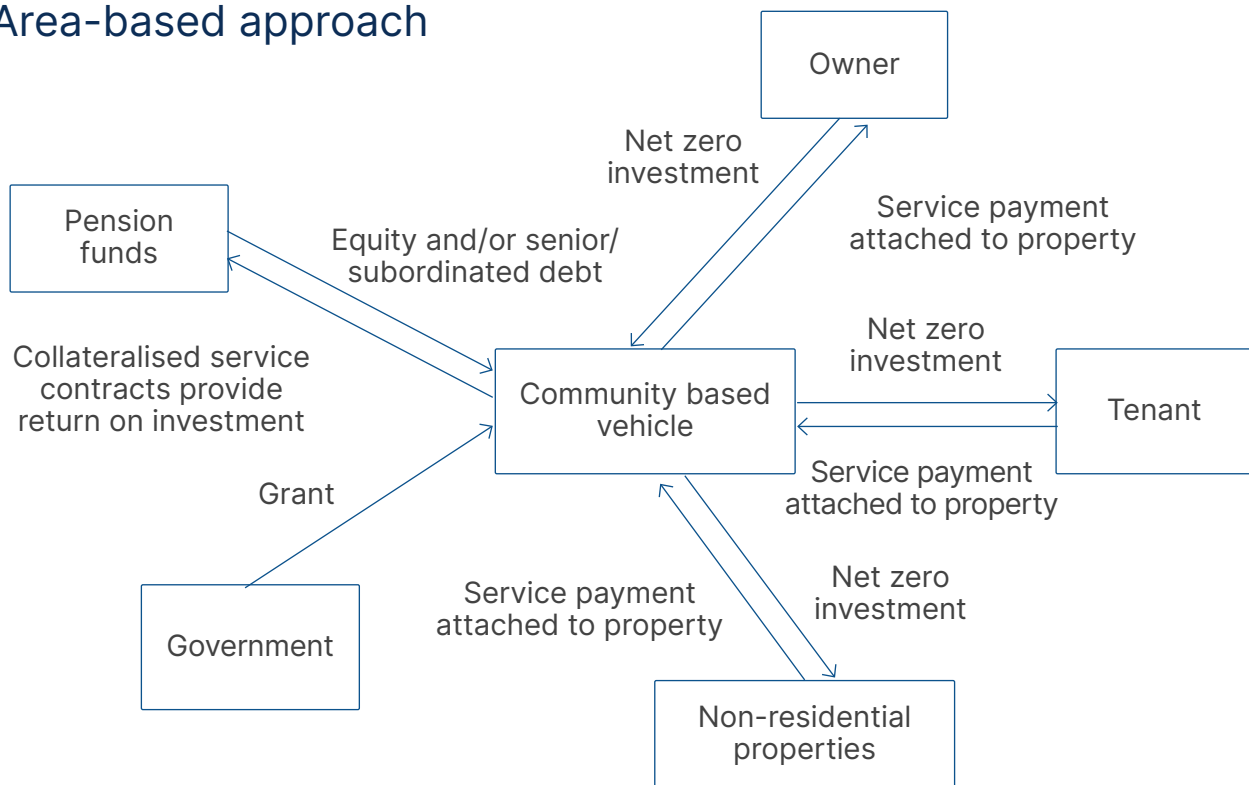 Area-based approach
Owner
Net zero
investment
Service payment
attached to property
Pension
funds
Equity and/or senior/
subordinated debt
Collateralised service
contracts provide
return on investment
Net zero
investment
Community based
vehicle
Tenant
Service payment
attached to property
Grant
Government
Service payment
attached to property
Net zero
investment
Non-residential
properties